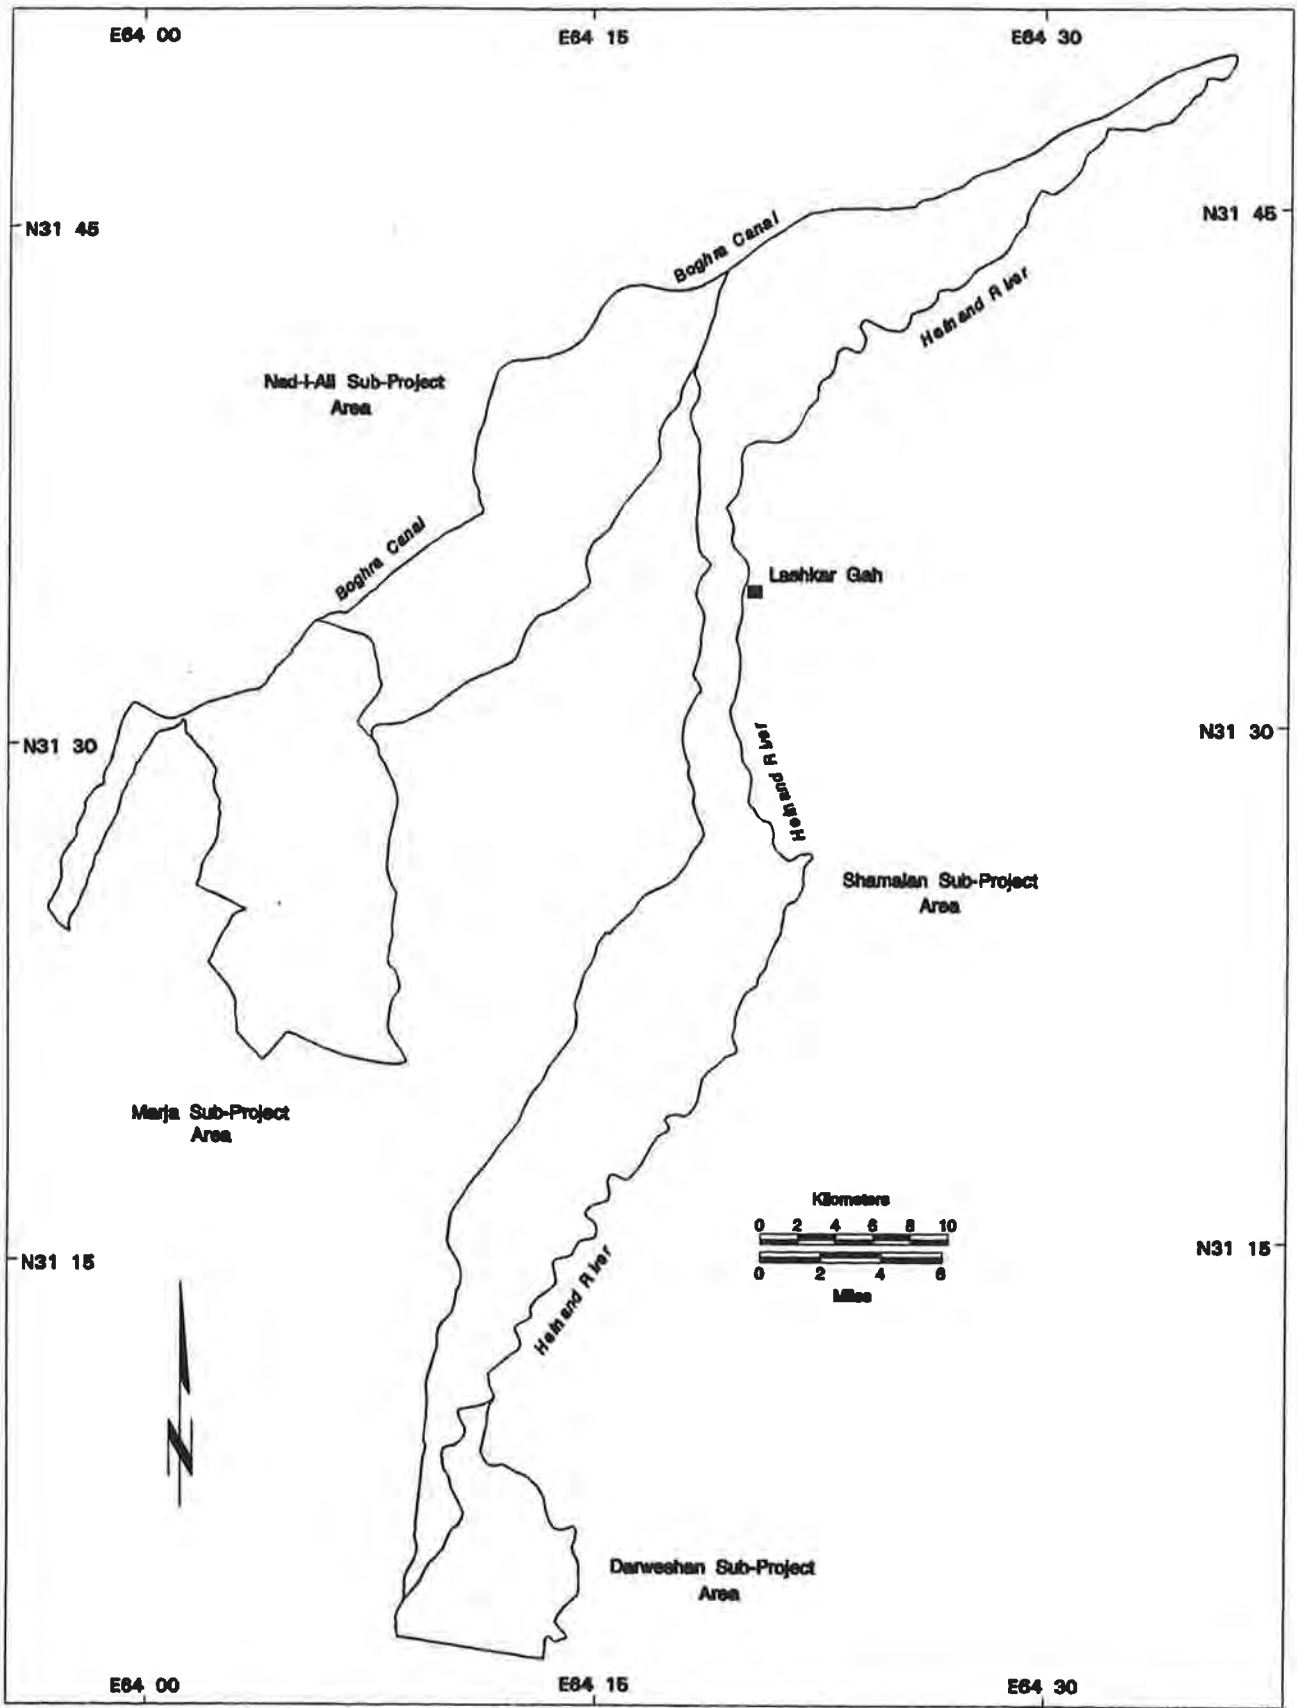 E64 00
E64 15
E64 30
N31 45
N31 45
Boghra Canal
Helmand River
Nad-i-Ali Sub-Project
Area
Boghra Canal
Lashkar Gah
N31 30
N31 30
Helmand River
Shamalan Sub-Project
Area
Marja Sub-Project
Area
Kilometers
0 2 4 6 8 10
0 2 4 6
Miles
N31 15
N31 15
Helmand River
N
Darweshan Sub-Project
Area
E64 00
E64 15
E64 30